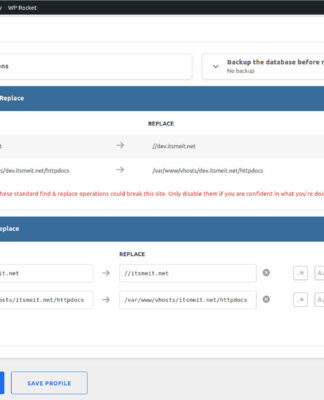 WP Rocket
ons
Backup the database before r
No backup
Replace
REPLACE
t
//dev.itsmeit.net
s/dev.itsmeit.net/httpdocs
/var/www/vhosts/dev.itsmeit.net/httpdocs
hese standard find & replace operations could break this site. Only disable them if you are confident in what you're doi
eplace
REPLACE
it.net
//itsmeit.net
.*
Aa
osts/itsmeit.net/httpdocs
/var/www/vhosts/itsmeit.net/httpdocs
.*
Aa
SAVE PROFILE